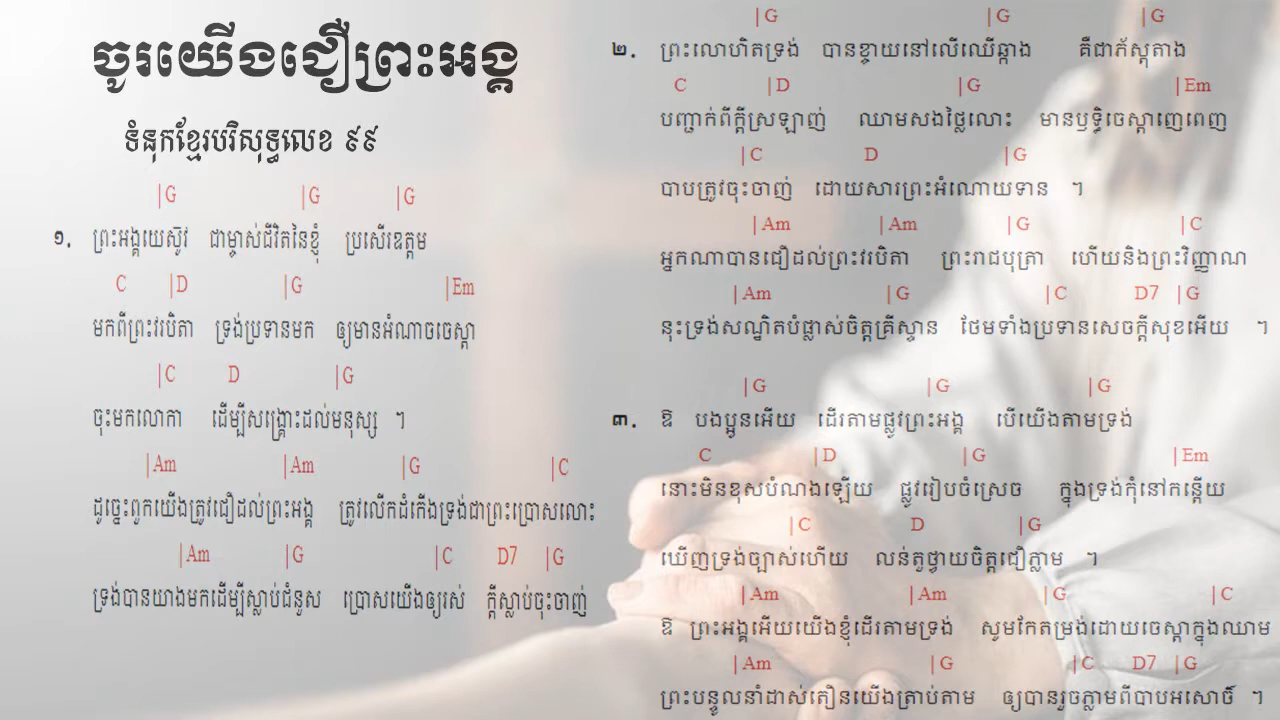 ចូរយើងជឿព្រះអង្គ
ទំនុកខ្មែរបរិសុទ្ធលេខ ៩៩
|G |G |G
១. ព្រះអង្គយេស៊ូវ ជាម្ចាស់ជីវិតនៃខ្ញុំ ប្រសើរឧត្តម
C |D |G |Em
មកពីព្រះវរបិតា ទ្រង់ប្រទានមក ឲ្យមានអំណាចចេស្តា
|C D |G
ចុះមកលោកា ដើម្បីសង្គ្រោះដល់មនុស្ស ។
|Am |Am |G |C
ដូច្នេះពួកយើងត្រូវជឿដល់ព្រះអង្គ ត្រូវលើកដំកើងទ្រង់ជាព្រះប្រោសលោះ
|Am |G |C D7 |G
ទ្រង់បានយាងមកដើម្បីស្លាប់ជំនួស ប្រោសយើងឲ្យរស់ ក្តីស្លាប់ចុះចាញ់
|G |G |G
២. ព្រះលោហិតទ្រង់ បានខ្ចាយនៅលើឈើឆ្កាង គឺជាភ័ស្តុតាង
C |D |G |Em
បញ្ជាក់ពីក្តីស្រឡាញ់ ឈាមសងថ្លៃលោះ មានឫទ្ធិចេស្តាពេញពេញ
|C D |G
បាបត្រូវចុះចាញ់ ដោយសារព្រះអំណោយទាន ។
|Am |Am |G |C
អ្នកណាបានជឿដល់ព្រះវរបិតា ព្រះរាជបុត្រា ហើយនិងព្រះវិញ្ញាណ
|Am |G |C D7 |G
នុះទ្រង់សណ្ឋិតបំផ្លាស់ចិត្តគ្រីស្ទាន ថែមទាំងប្រទានសេចក្តីសុខអើយ ។
|G |G |G
៣. ឱ បងប្អូនអើយ ដើរតាមផ្លូវព្រះអង្គ បើយើងតាមទ្រង់
C |D |G |Em
នោះមិនខុសបំណងឡើយ ផ្លូវរៀបចំស្រេច ក្នុងទ្រង់កុំនៅកន្តើយ
|C D |G
ឃើញទ្រង់ច្បាស់ហើយ លន់តួថ្វាយចិត្តជឿភ្លាម ។
|Am |Am |G |C
ឱ ព្រះអង្គអើយយើងខ្ញុំដើរតាមទ្រង់ សូមកែតម្រង់ដោយចេស្តាក្នុងឈាម
|Am |G |C D7 |G
ព្រះបន្ទូលនាំដាស់តឿនយើងត្រាប់តាម ឲ្យបានរួចភ្លាមពីបាបអសោចិ៍ ។